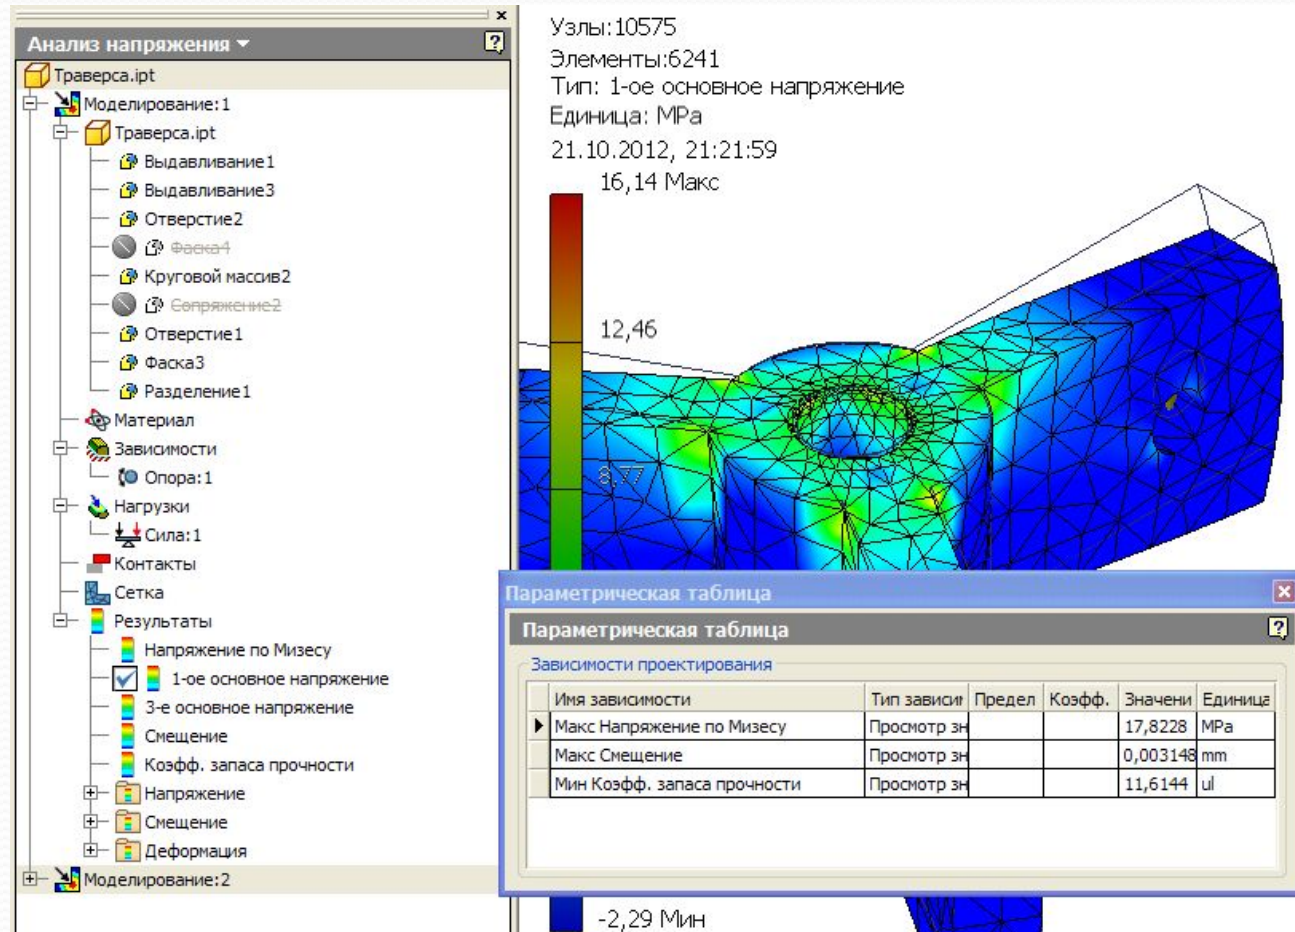 Анализ напряжения
Траверса.ipt
Моделирование:1
Траверса.ipt
Выдавливание1
Выдавливание3
Отверстие2
Фаска4
Круговой массив2
Сопряжение2
Отверстие1
Фаска3
Разделение1
Материал
Зависимости
Опора:1
Нагрузки
Сила:1
Контакты
Сетка
Результаты
Напряжение по Мизесу
1-ое основное напряжение
3-е основное напряжение
Смещение
Коэфф. запаса прочности
Напряжение
Смещение
Деформация
Моделирование:2
Узлы:10575
Элементы:6241
Тип: 1-ое основное напряжение
Единица: MPa
21.10.2012, 21:21:59
16,14 Макс
12,46
8,77
Параметрическая таблица
Параметрическая таблица
Зависимости проектирования
Имя зависимости Тип зависим Предел Коэфф. Значени Единица
Макс Напряжение по Мизесу Просмотр зн 17,8228 MPa
Макс Смещение Просмотр зн 0,003148 mm
Мин Коэфф. запаса прочности Просмотр зн 11,6144 ul
-2,29 Мин